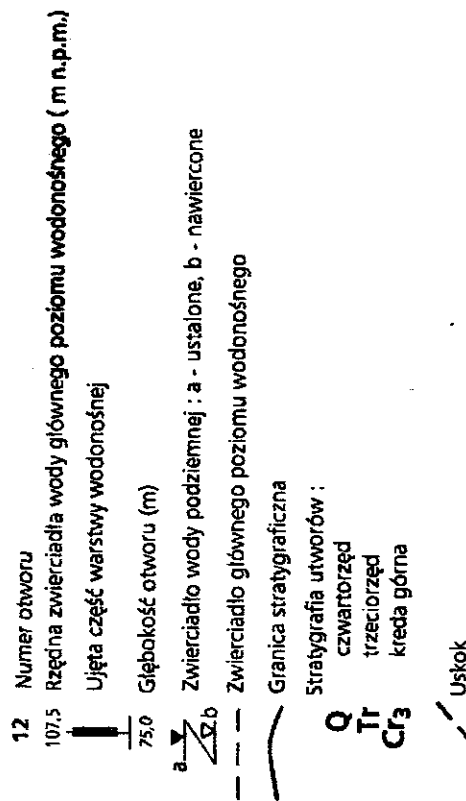 12 Numer otworu
107,5 Rzędna zwierciadła wody głównego poziomu wodonośnego ( m n.p.m.)
Ujęta część warstwy wodonośnej
75,0 Głębokość otworu (m)
a b Zwierciadło wody podziemnej : a - ustalone, b - nawiercone
Zwierciadło głównego poziomu wodonośnego
Granica stratygraficzna
Stratygrafia utworów :
Q czwartorzęd
Tr trzeciorzęd
Cr3 kreda górna
Uskok